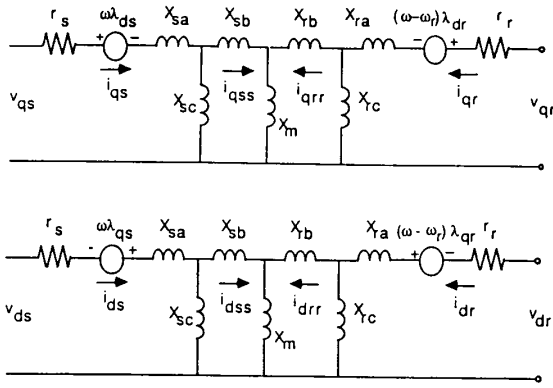 r_s ωλ_ds X_sa X_sb X_rb X_ra (ω-ω_r) λ_dr r_r
+ − − +
i_qs i_qss i_qrr i_qr
v_qs X_sc X_m X_rc v_qr
r_s ωλ_qs X_sa X_sb X_rb X_ra (ω - ω_r) λ_qr r_r
- + + −
i_ds i_dss i_drr i_dr
v_ds X_sc X_m X_rc v_dr